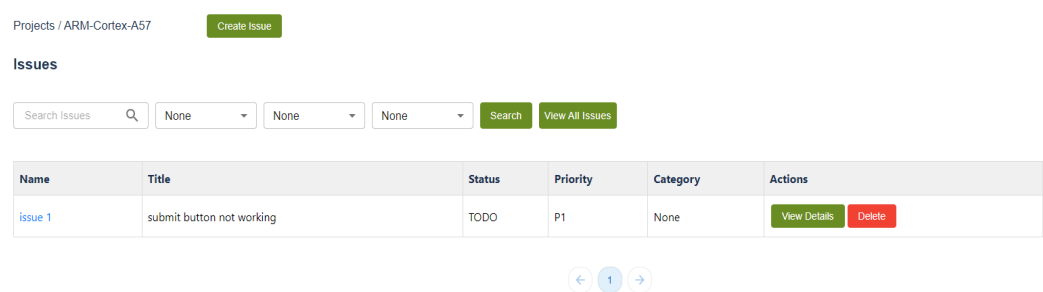 Projects / ARM-Cortex-A57 Create Issue
Issues
Search Issues None None None Search View All Issues
Name Title Status Priority Category Actions
issue 1 submit button not working TODO P1 None View Details Delete
1